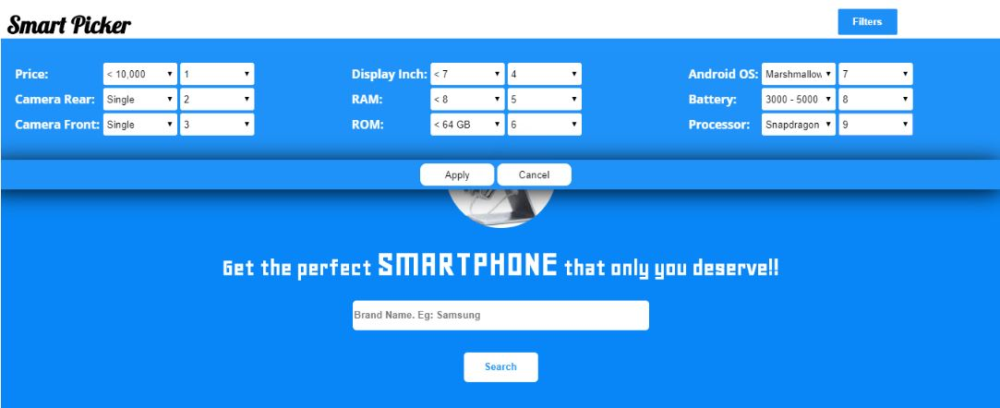 Smart Picker
Filters
Price: < 10,000 1 Display Inch: < 7 4 Android OS: Marshmallow 7
Camera Rear: Single 2 RAM: < 8 5 Battery: 3000 - 5000 8
Camera Front: Single 3 ROM: < 64 GB 6 Processor: Snapdragon 9
Apply Cancel
Get the perfect SMARTPHONE that only you deserve!!
Brand Name. Eg: Samsung
Search